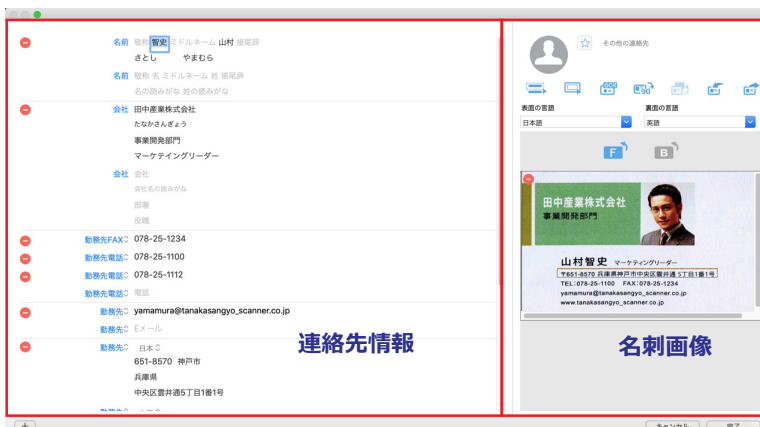 名前 敬称 智史 ミドルネーム 山村 接尾辞
さとし やまむら
名前 敬称 名 ミドルネーム 姓 接尾辞
名の読みがな 姓の読みがな
会社 田中産業株式会社
たなかさんぎょう
事業開発部門
マーケテイングリーダー
会社 会社
会社名の読みがな
部署
役職
勤務先FAX 078-25-1234
勤務先電話 078-25-1100
勤務先電話 078-25-1112
勤務先電話 電話
勤務先 yamamura@tanakasangyo_scanner.co.jp
勤務先 Eメール
勤務先 日本
651-8570 神戸市
兵庫県
中央区雲井通5丁目1番1号
連絡先情報
+
その他の連絡先
OCR
90
表面の言語 裏面の言語
日本語 英語
F B
田中産業株式会社
事業開発部門
山村智史 マーケティングリーダー
〒651-8570 兵庫県神戸市中央区雲井通 5丁目1番1号
TEL:078-25-1100 FAX:078-25-1234
yamamura@tanakasangyo_scanner.co.jp
www.tanakasangyo_scanner.co.jp
名刺画像
キャンセル 完了